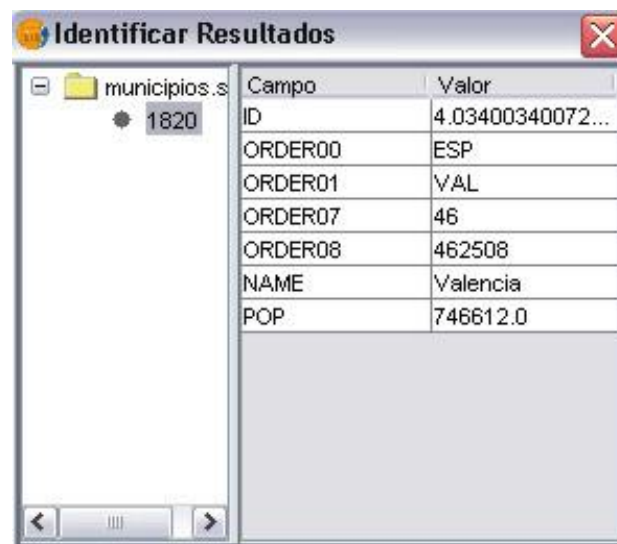 Identificar Resultados
municipios.s
1820
Campo Valor
ID 4.03400340072...
ORDER00 ESP
ORDER01 VAL
ORDER07 46
ORDER08 462508
NAME Valencia
POP 746612.0